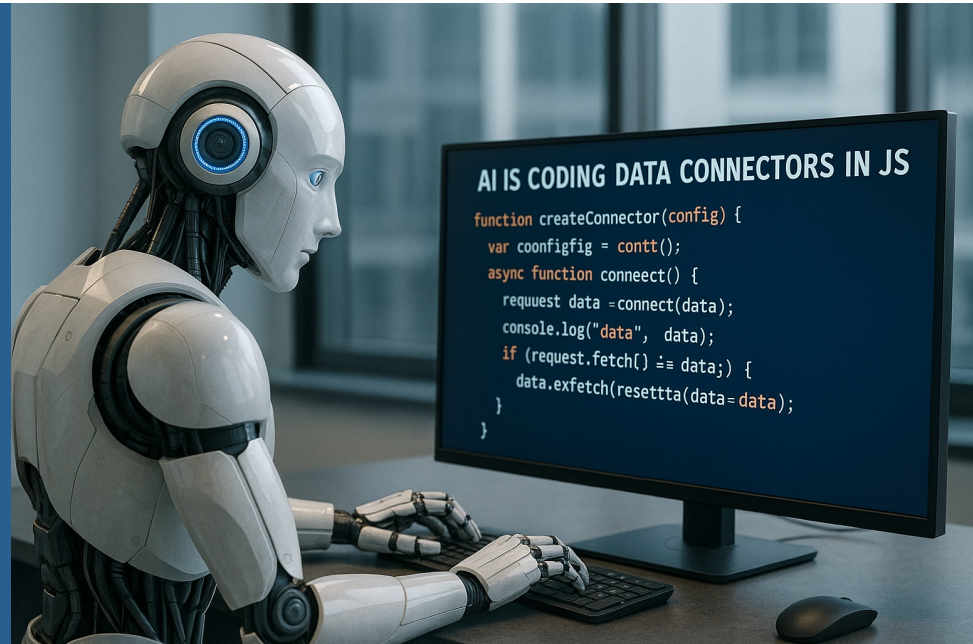 AI IS CODING DATA CONNECTORS IN JS
function createConnector(config) {
var coonfigfig = contt();
async function conneect() {
requuest data =connect(data);
console.log("data", data);
if (request.fetch[) == data;) {
data.exfetch(resettta(data=data);
}
}